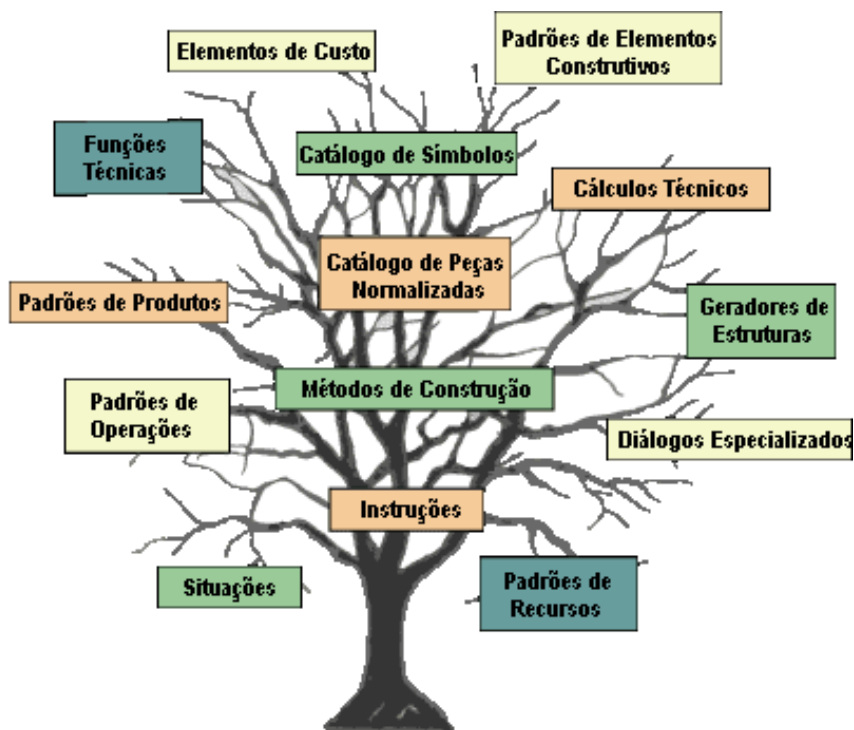 Elementos de Custo
Padrões de Elementos
Construtivos
Funções
Técnicas
Catálogo de Símbolos
Cálculos Técnicos
Catálogo de Peças
Normalizadas
Padrões de Produtos
Geradores de
Estruturas
Métodos de Construção
Padrões de
Operações
Diálogos Especializados
Instruções
Situações
Padrões de
Recursos